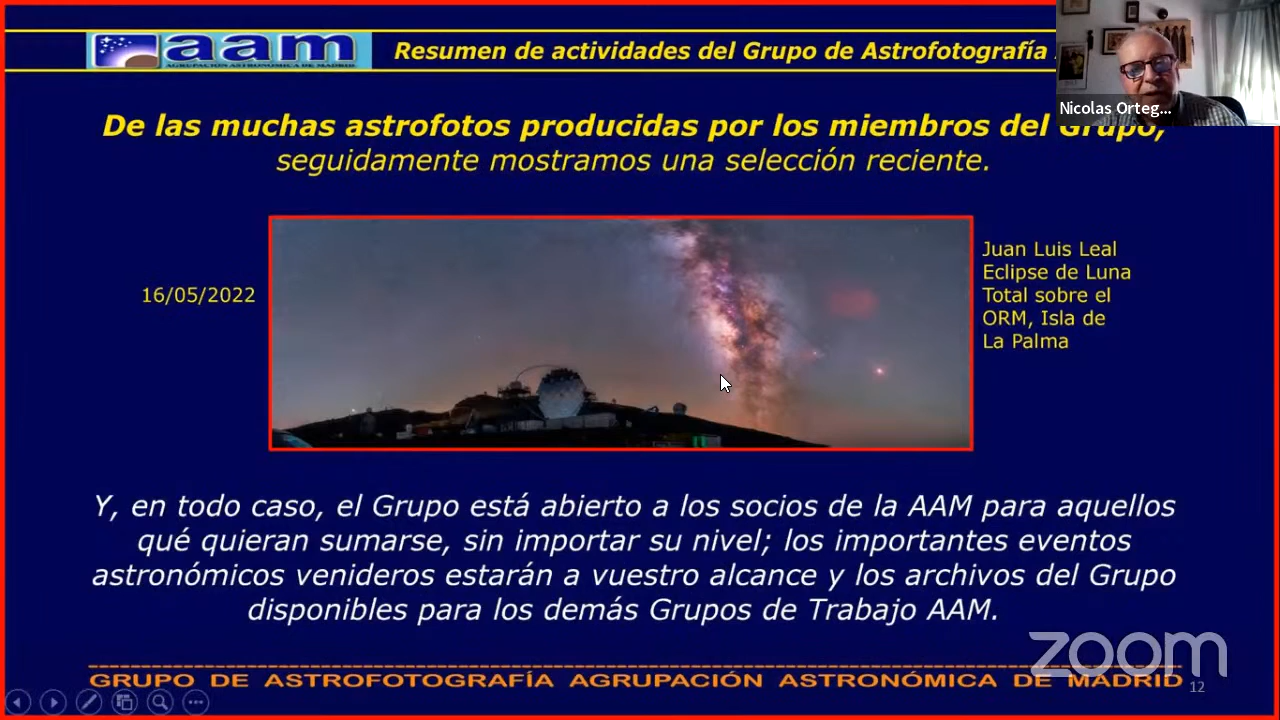 aam
AGRUPACIÓN ASTRONÓMICA DE MADRID
Resumen de actividades del Grupo de Astrofotografía
Nicolas Orteg...
De las muchas astrofotos producidas por los miembros del Grupo,
seguidamente mostramos una selección reciente.
16/05/2022
Juan Luis Leal
Eclipse de Luna
Total sobre el
ORM, Isla de
La Palma
Y, en todo caso, el Grupo está abierto a los socios de la AAM para aquellos
qué quieran sumarse, sin importar su nivel; los importantes eventos
astronómicos venideros estarán a vuestro alcance y los archivos del Grupo
disponibles para los demás Grupos de Trabajo AAM.
zoom
GRUPO DE ASTROFOTOGRAFÍA AGRUPACIÓN ASTRONÓMICA DE MADRID
12